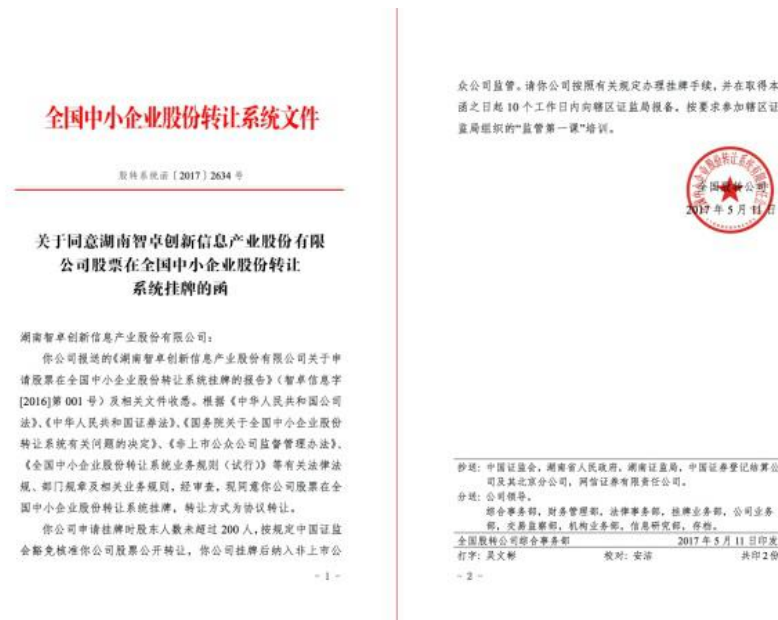 全国中小企业股份转让系统文件
股转系统函〔2017〕2634 号
关于同意湖南智卓创新信息产业股份有限
公司股票在全国中小企业股份转让
系统挂牌的函
湖南智卓创新信息产业股份有限公司:
你公司报送的《湖南智卓创新信息产业股份有限公司关于申
请股票在全国中小企业股份转让系统挂牌的报告》(智卓信息字
[2016]第 001 号)及相关文件收悉。根据《中华人民共和国公司
法》、《中华人民共和国证券法》、《国务院关于全国中小企业股份
转让系统有关问题的决定》、《非上市公众公司监督管理办法》、
《全国中小企业股份转让系统业务规则(试行)》等有关法律法
规、部门规章及相关业务规则,经审查,现同意你公司股票在全
国中小企业股份转让系统挂牌,转让方式为协议转让。
你公司申请挂牌时股东人数未超过 200 人,按规定中国证监
会豁免核准你公司股票公开转让,你公司挂牌后纳入非上市公
- 1 -
众公司监管。请你公司按照有关规定办理挂牌手续,并在取得本
函之日起 10 个工作日内向辖区证监局报备。按要求参加辖区证
监局组织的“监管第一课”培训。
全国股转公司
2017 年 5 月 11 日
抄送: 中国证监会,湖南省人民政府,湖南证监局,中国证券登记结算公
司及其北京分公司,网信证券有限责任公司。
分送: 公司领导。
综合事务部,财务管理部,法律事务部,挂牌业务部,公司业务
部,交易监察部,机构业务部,信息研究部,存档。
全国股转公司综合事务部 2017 年 5 月 11 日印发
打字: 吴文彬 校对: 安洁 共印 2 份
- 2 -